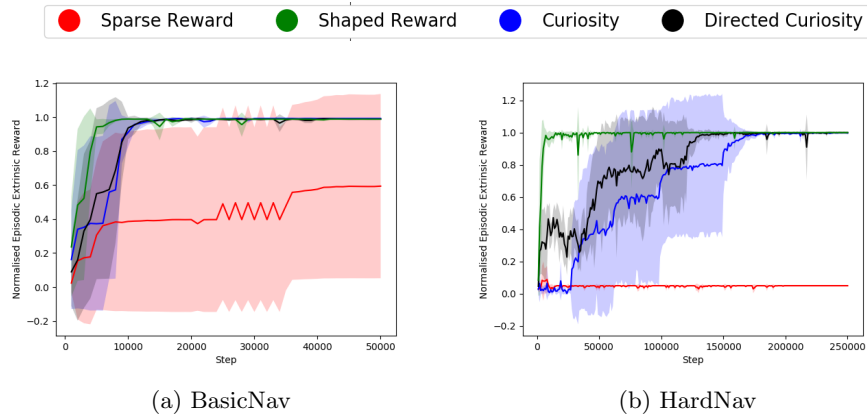 Sparse Reward Shaped Reward Curiosity Directed Curiosity
1.2
1.0
0.8
0.6
0.4
0.2
0.0
−0.2
Normalised Episodic Extrinsic Reward
0 10000 20000 30000 40000 50000
Step
(a) BasicNav
1.2
1.0
0.8
0.6
0.4
0.2
0.0
−0.2
Normalised Episodic Extrinsic Reward
0 50000 100000 150000 200000 250000
Step
(b) HardNav